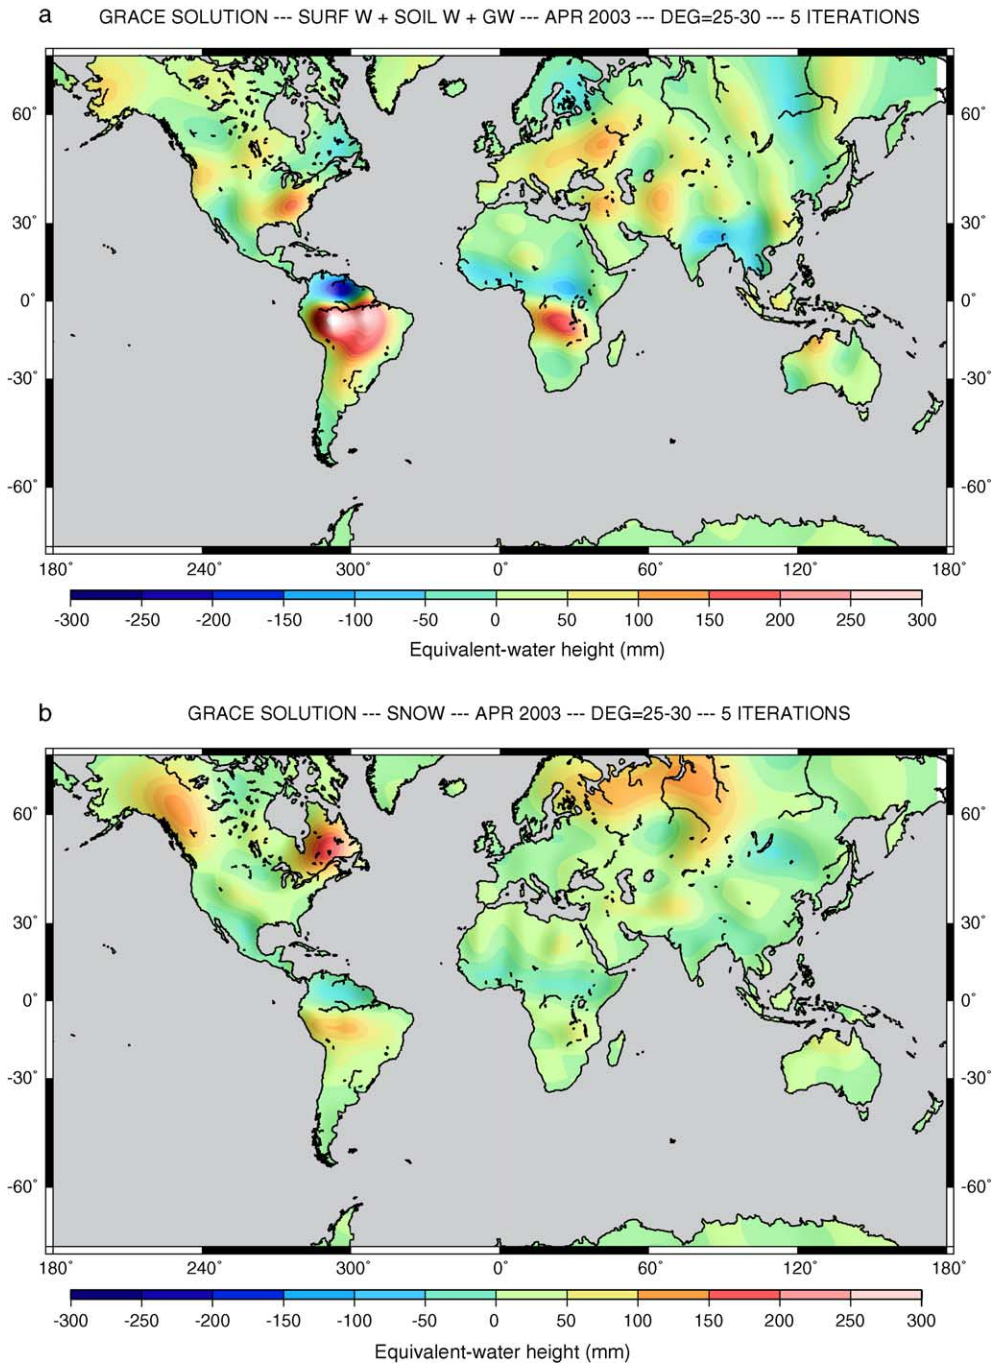 a
GRACE SOLUTION --- SURF W + SOIL W + GW --- APR 2003 --- DEG=25-30 --- 5 ITERATIONS
60˚ 60˚
30˚ 30˚
0˚ 0˚
-30˚ -30˚
-60˚ -60˚
180˚ 240˚ 300˚ 0˚ 60˚ 120˚ 180˚
-300 -250 -200 -150 -100 -50 0 50 100 150 200 250 300
Equivalent-water height (mm)
b
GRACE SOLUTION --- SNOW --- APR 2003 --- DEG=25-30 --- 5 ITERATIONS
60˚ 60˚
30˚ 30˚
0˚ 0˚
-30˚ -30˚
-60˚ -60˚
180˚ 240˚ 300˚ 0˚ 60˚ 120˚ 180˚
-300 -250 -200 -150 -100 -50 0 50 100 150 200 250 300
Equivalent-water height (mm)